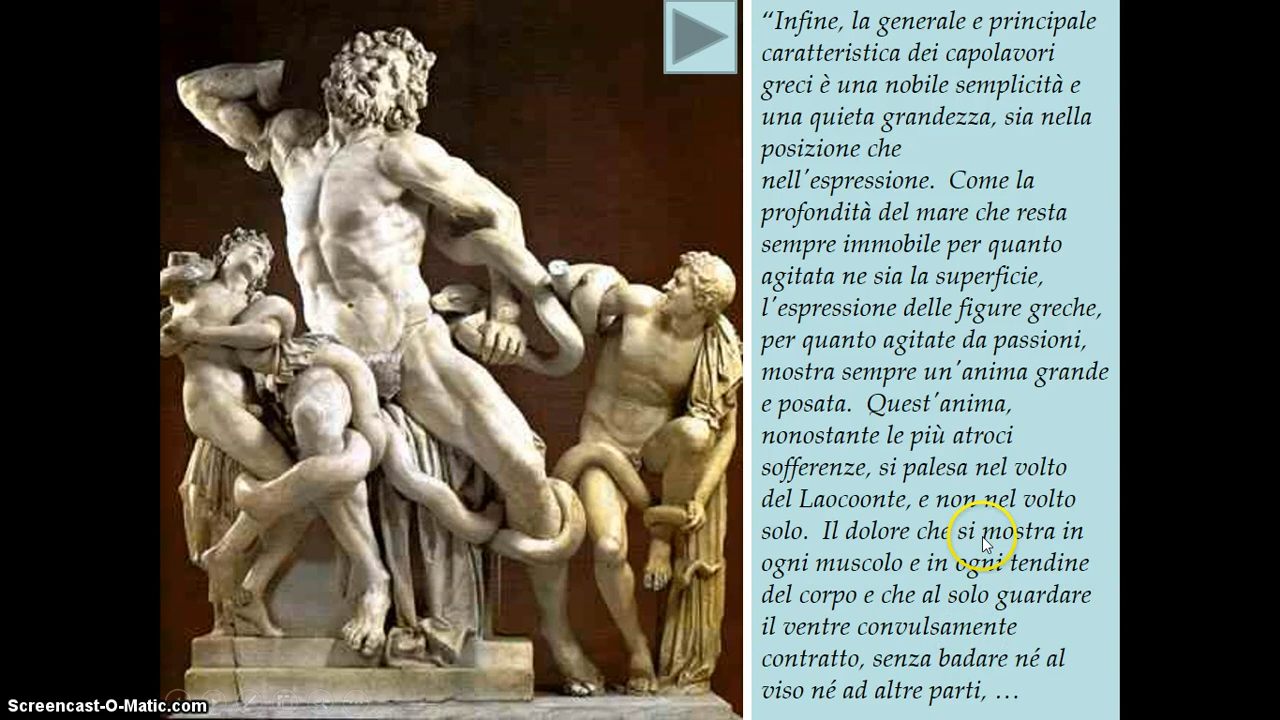 “Infine, la generale e principale
caratteristica dei capolavori
greci è una nobile semplicità e
una quieta grandezza, sia nella
posizione che
nell'espressione.  Come la
profondità del mare che resta
sempre immobile per quanto
agitata ne sia la superficie,
l'espressione delle figure greche,
per quanto agitate da passioni,
mostra sempre un'anima grande
e posata.  Quest'anima,
nonostante le più atroci
sofferenze, si palesa nel volto
del Laocoonte, e non nel volto
solo.  Il dolore che si mostra in
ogni muscolo e in ogni tendine
del corpo e che al solo guardare
il ventre convulsamente
contratto, senza badare né al
viso né ad altre parti, …
Screencast-O-Matic.com